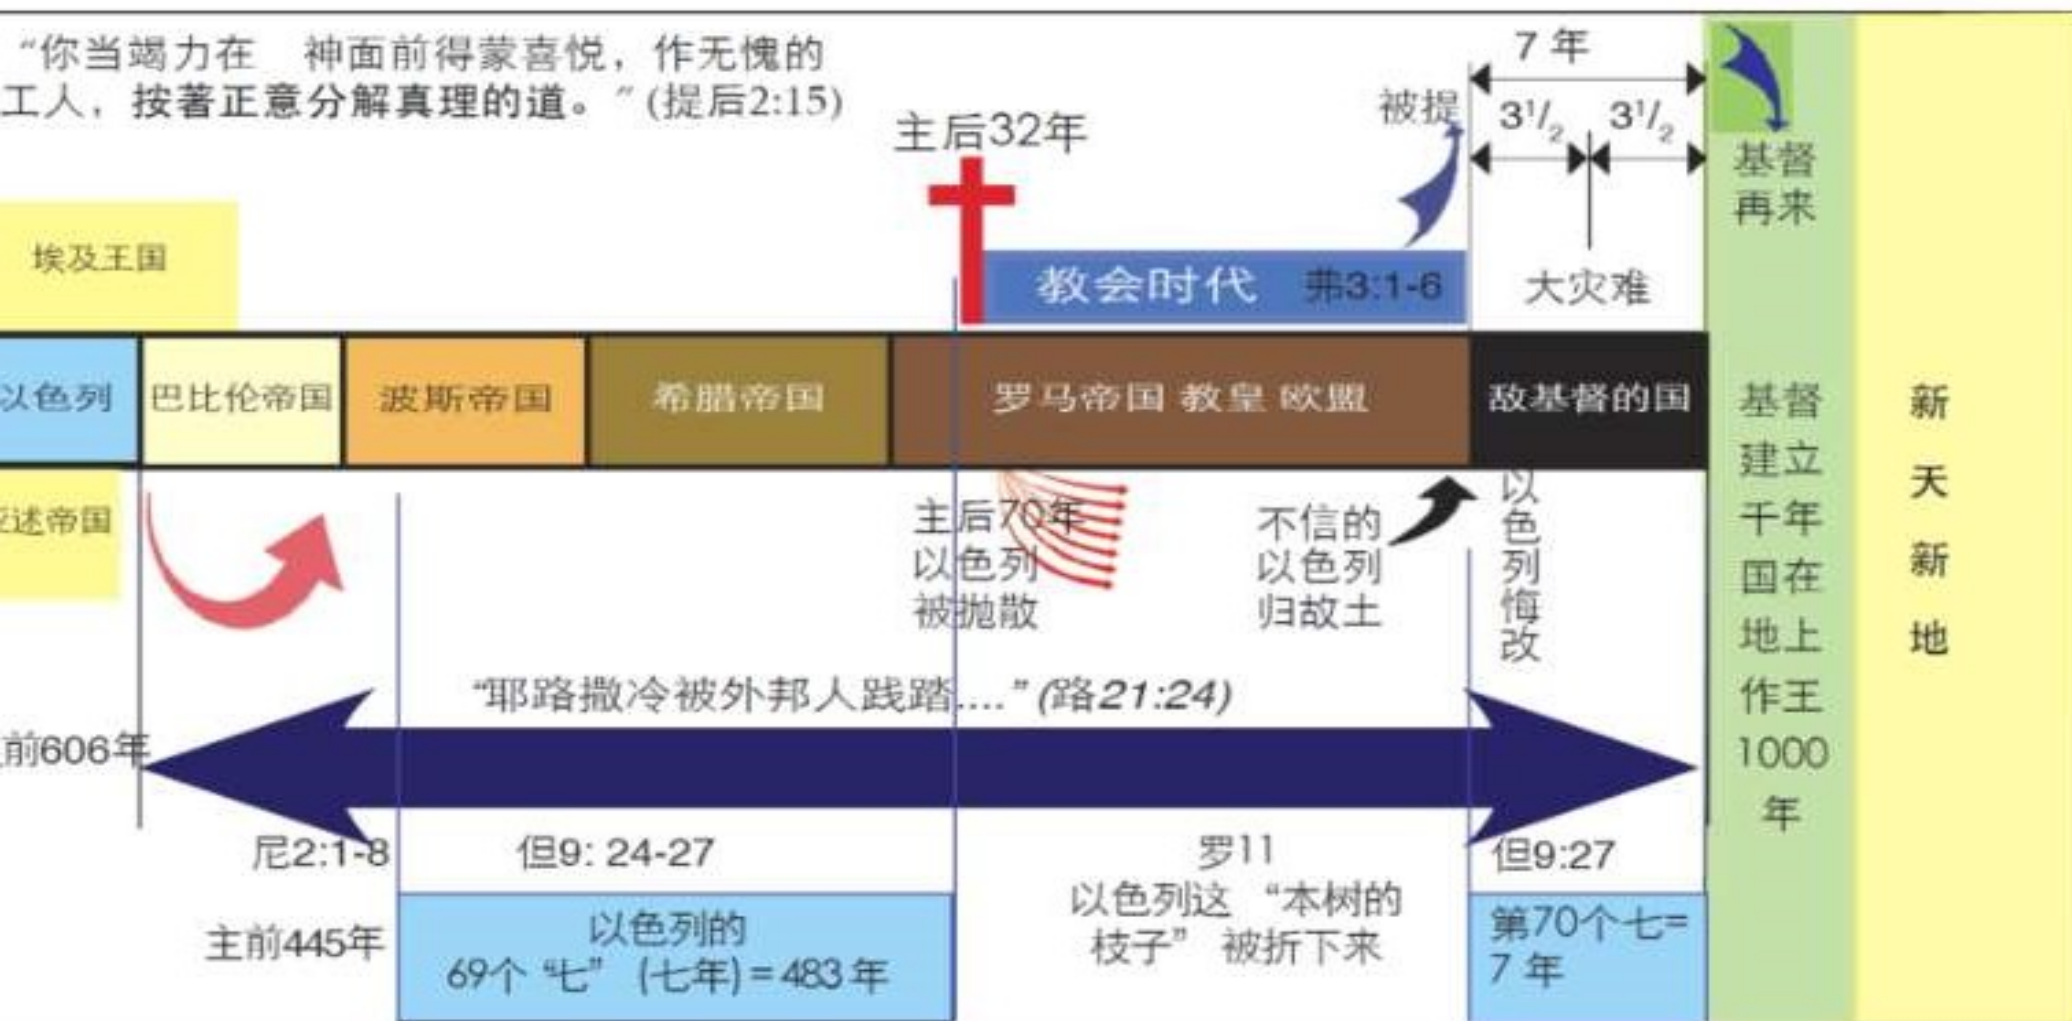 “你当竭力在 神面前得蒙喜悦，作无愧的
工人，按著正意分解真理的道。”(提后2:15)
7 年
3½ 3½
被提
主后32年
基督
再来
埃及王国
教会时代 弗3:1-6
大灾难
以色列
巴比伦帝国
波斯帝国
希腊帝国
罗马帝国 教皇 欧盟
敌基督的国
基督
建立
千年
国在
地上
作王
1000
年
新
天
新
地
述帝国
主后70年
以色列
被抛散
不信的
以色列
归故土
以
色
列
悔
改
“耶路撒冷被外邦人践踏....”(路21:24)
前606年
尼2:1-8
但9: 24-27
罗11
但9:27
主前445年
以色列的
69个“七”(七年)=483年
以色列这“本树的
枝子”被折下来
第70个七=
7 年